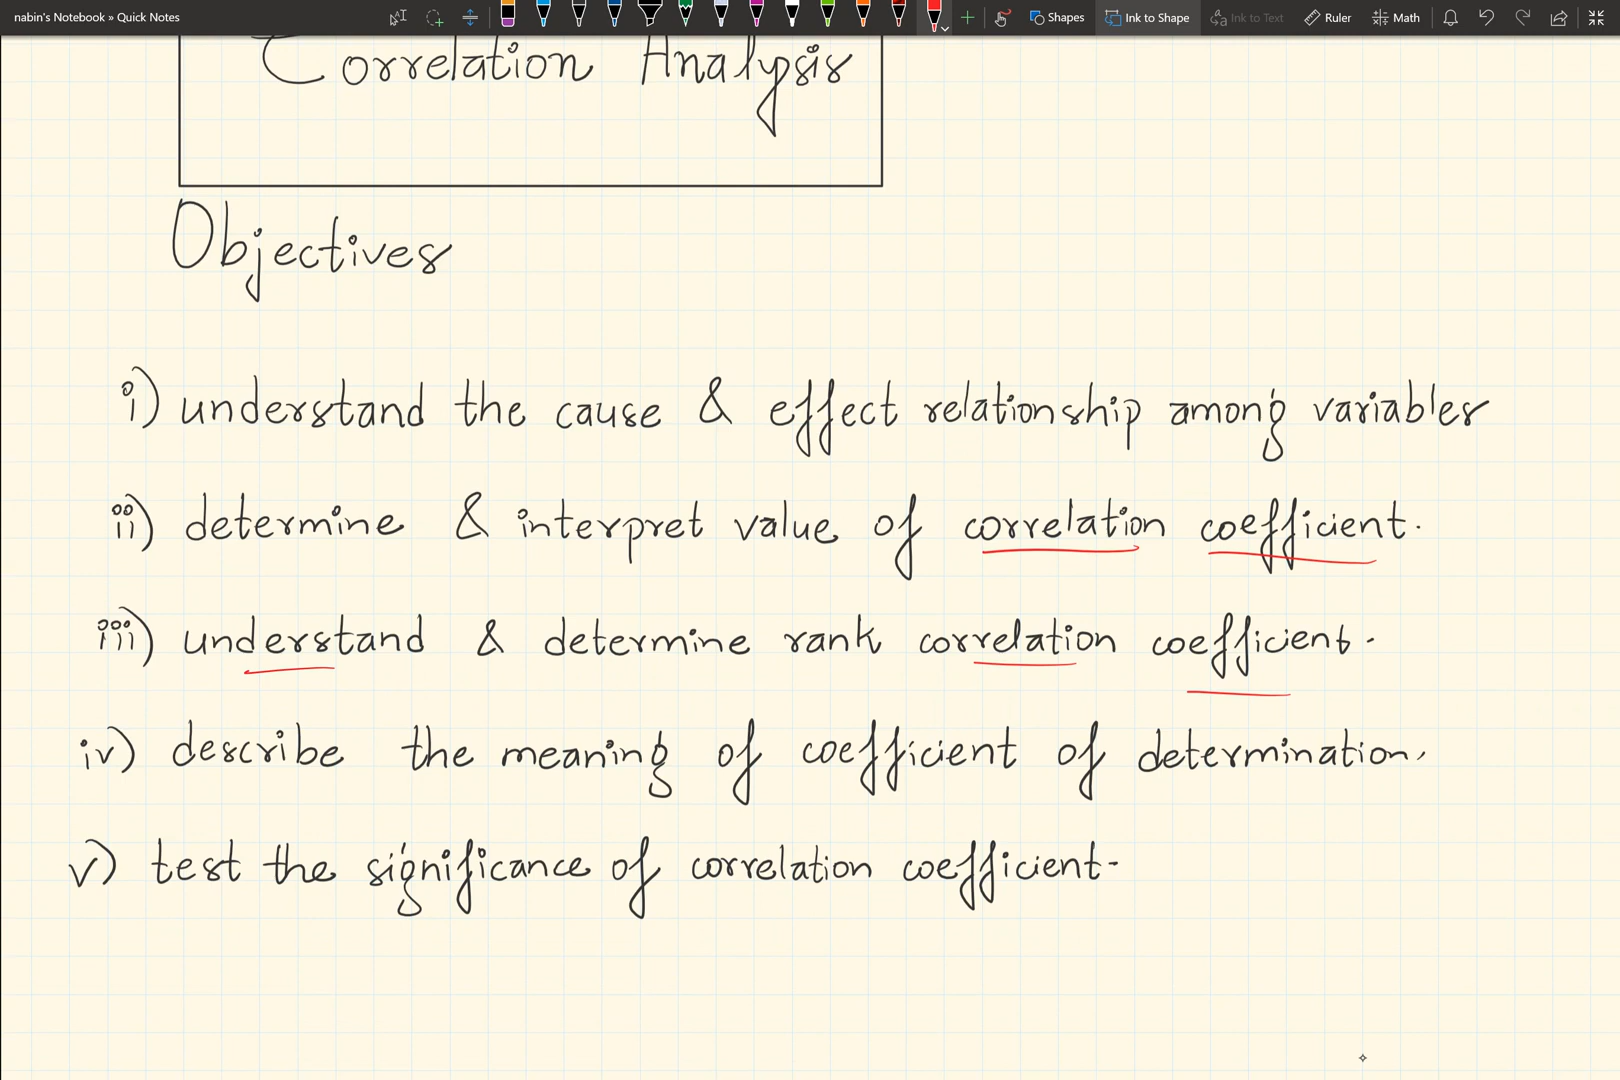 nabin's Notebook » Quick Notes
Shapes
Ink to Shape
Ink to Text
Ruler
Math
Correlation Analysis
Objectives
i) understand the cause & effect relationship among variables
ii) determine & interpret value of correlation coefficient.
iii) understand & determine rank correlation coefficient.
iv) describe the meaning of coefficient of determination.
v) test the significance of correlation coefficient.